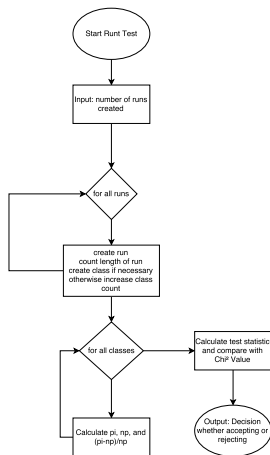 Start Runt Test
Input: number of runs
created
for all runs
create run
count length of run
create class if necessary
otherwise increase class
count
for all classes
Calculate test statistic
and compare with
Chi² Value
Calculate pi, np, and
(pi-np)/np
Output: Decision
whether accepting or
rejecting